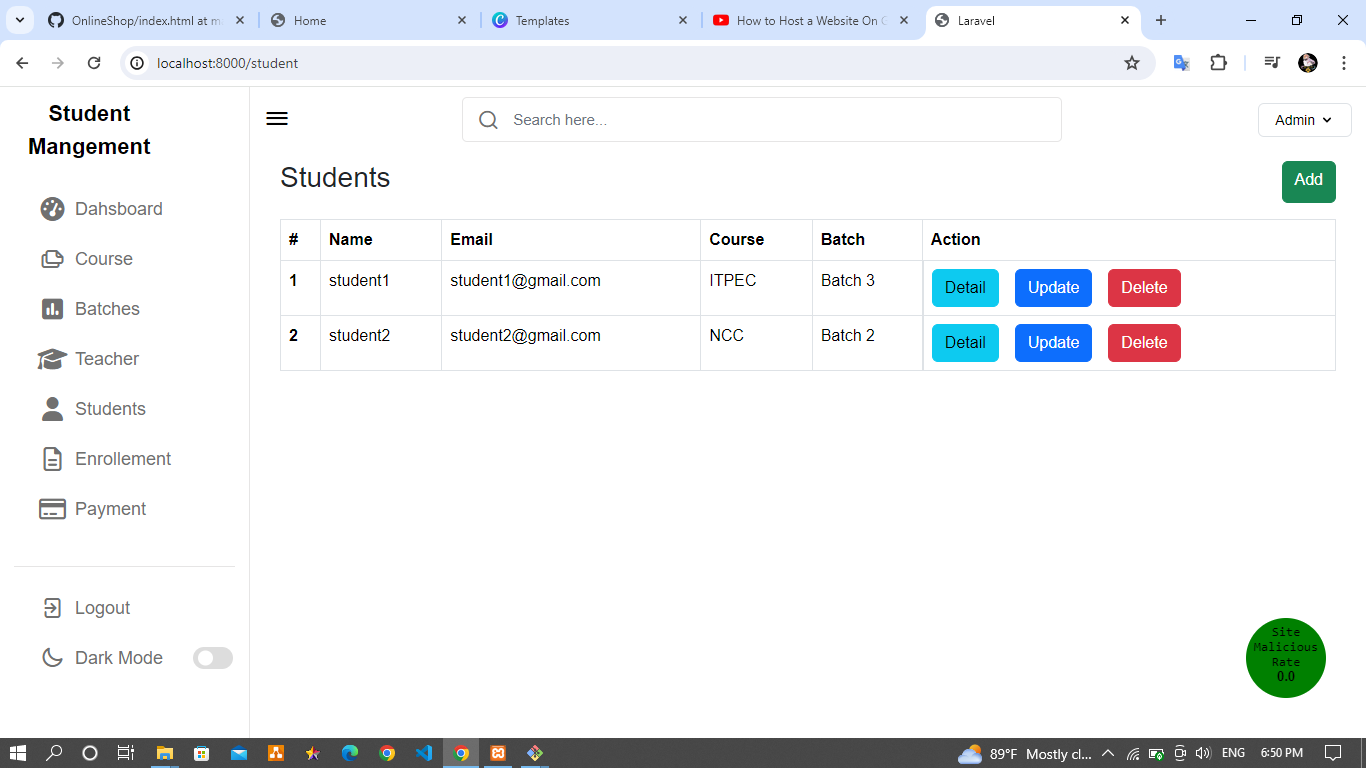 OnlineShop/index.html at ma
Home
Templates
How to Host a Website On C
Laravel
localhost:8000/student
Student
Mangement
Search here...
Admin
Students
Add
Dahsboard
Course
Batches
Teacher
Students
Enrollement
Payment
Logout
Dark Mode
# Name Email Course Batch Action
1 student1 student1@gmail.com ITPEC Batch 3 Detail Update Delete
2 student2 student2@gmail.com NCC Batch 2 Detail Update Delete
Site
Malicious
Rate
0.0
89°F Mostly cl... ENG 6:50 PM